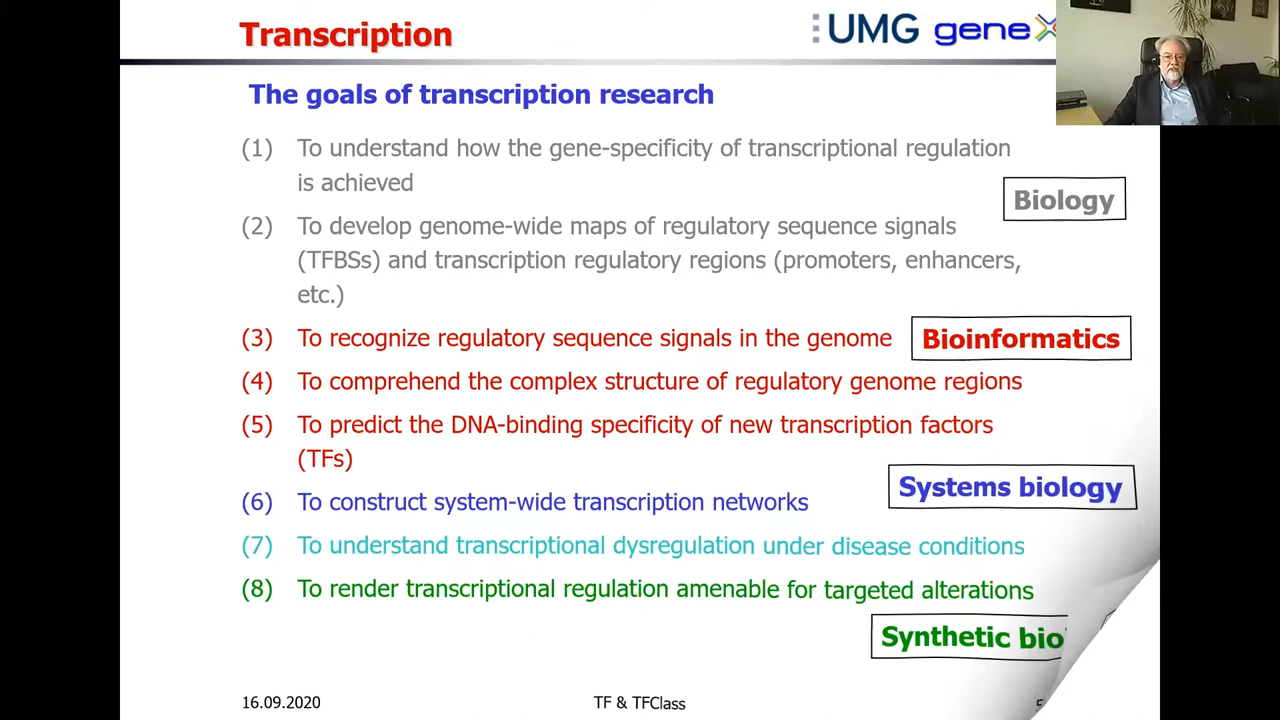 Transcription
UMG gene
The goals of transcription research
(1) To understand how the gene-specificity of transcriptional regulation
is achieved
Biology
(2) To develop genome-wide maps of regulatory sequence signals
(TFBSs) and transcription regulatory regions (promoters, enhancers,
etc.)
(3) To recognize regulatory sequence signals in the genome
Bioinformatics
(4) To comprehend the complex structure of regulatory genome regions
(5) To predict the DNA-binding specificity of new transcription factors
(TFs)
Systems biology
(6) To construct system-wide transcription networks
(7) To understand transcriptional dysregulation under disease conditions
(8) To render transcriptional regulation amenable for targeted alterations
Synthetic bio
16.09.2020
TF & TFClass